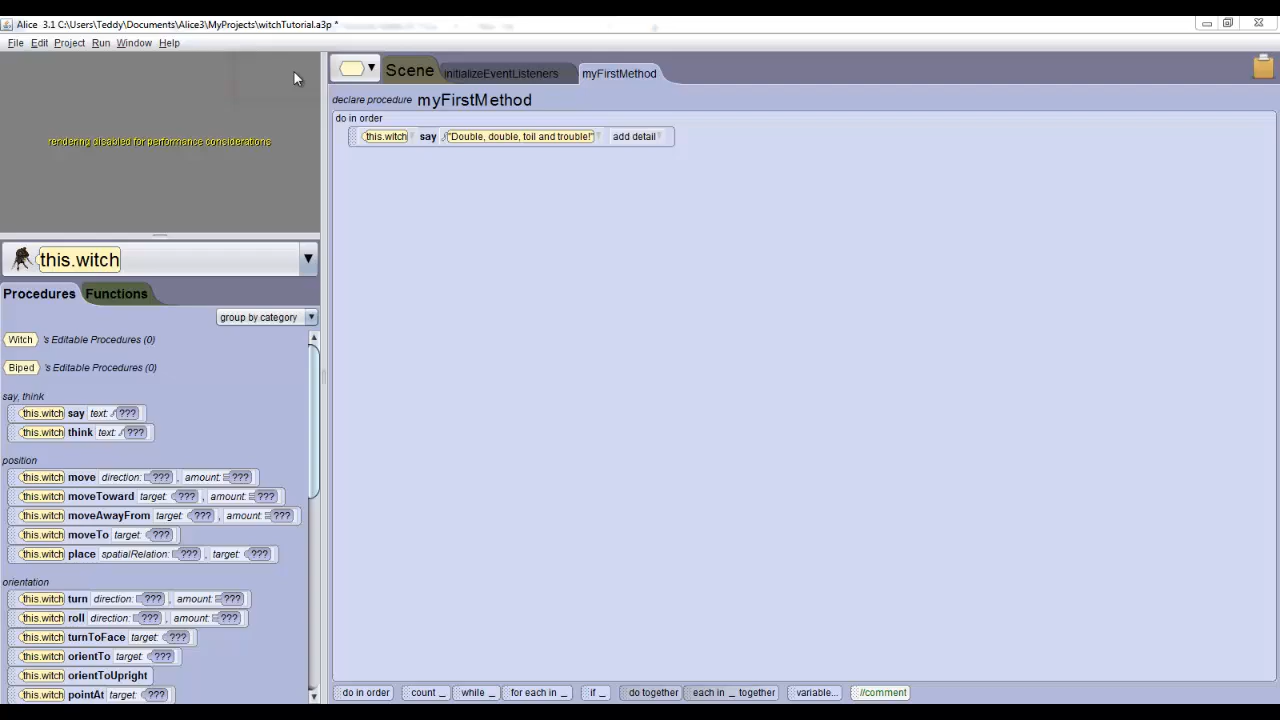 Alice 3.1 C:\Users\Teddy\Documents\Alice3\MyProjects\witchTutorial.a3p *
File Edit Project Run Window Help
rendering disabled for performance considerations
Scene initializeEventListeners myFirstMethod
declare procedure myFirstMethod
do in order
this.witch say "Double, double, toil and trouble!" add detail
this.witch
Procedures Functions
group by category
Witch 's Editable Procedures (0)
Biped 's Editable Procedures (0)
say, think
this.witch say text: ???
this.witch think text: ???
position
this.witch move direction: ??? , amount: ???
this.witch moveToward target: ??? , amount: ???
this.witch moveAwayFrom target: ??? , amount: ???
this.witch moveTo target: ???
this.witch place spatialRelation: ??? , target: ???
orientation
this.witch turn direction: ??? , amount: ???
this.witch roll direction: ??? , amount: ???
this.witch turnToFace target: ???
this.witch orientTo target: ???
this.witch orientToUpright
this.witch pointAt target: ???
do in order count _ while _ for each in _ if _ do together each in _ together variable... //comment